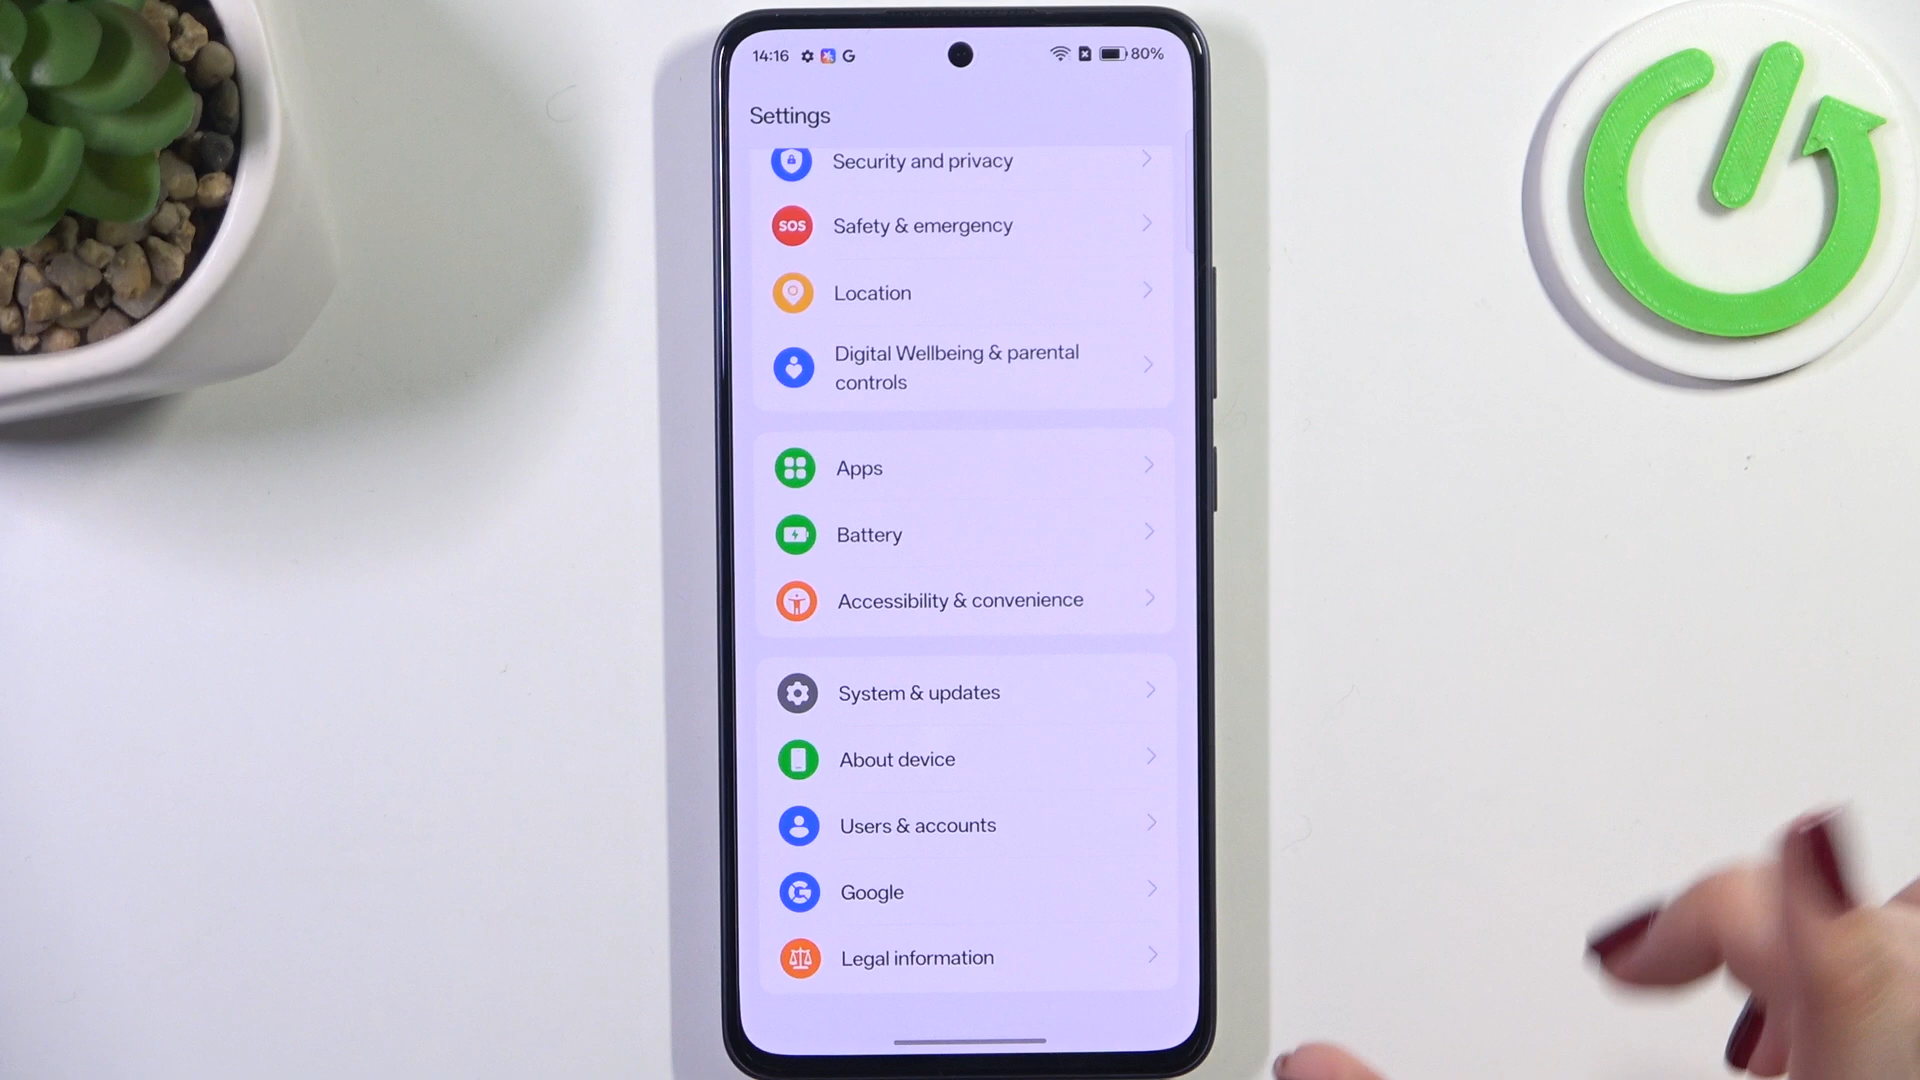 14:16 G 80%
Settings
Security and privacy
SOS Safety & emergency
Location
Digital Wellbeing & parental
controls
Apps
Battery
Accessibility & convenience
System & updates
About device
Users & accounts
G Google
Legal information